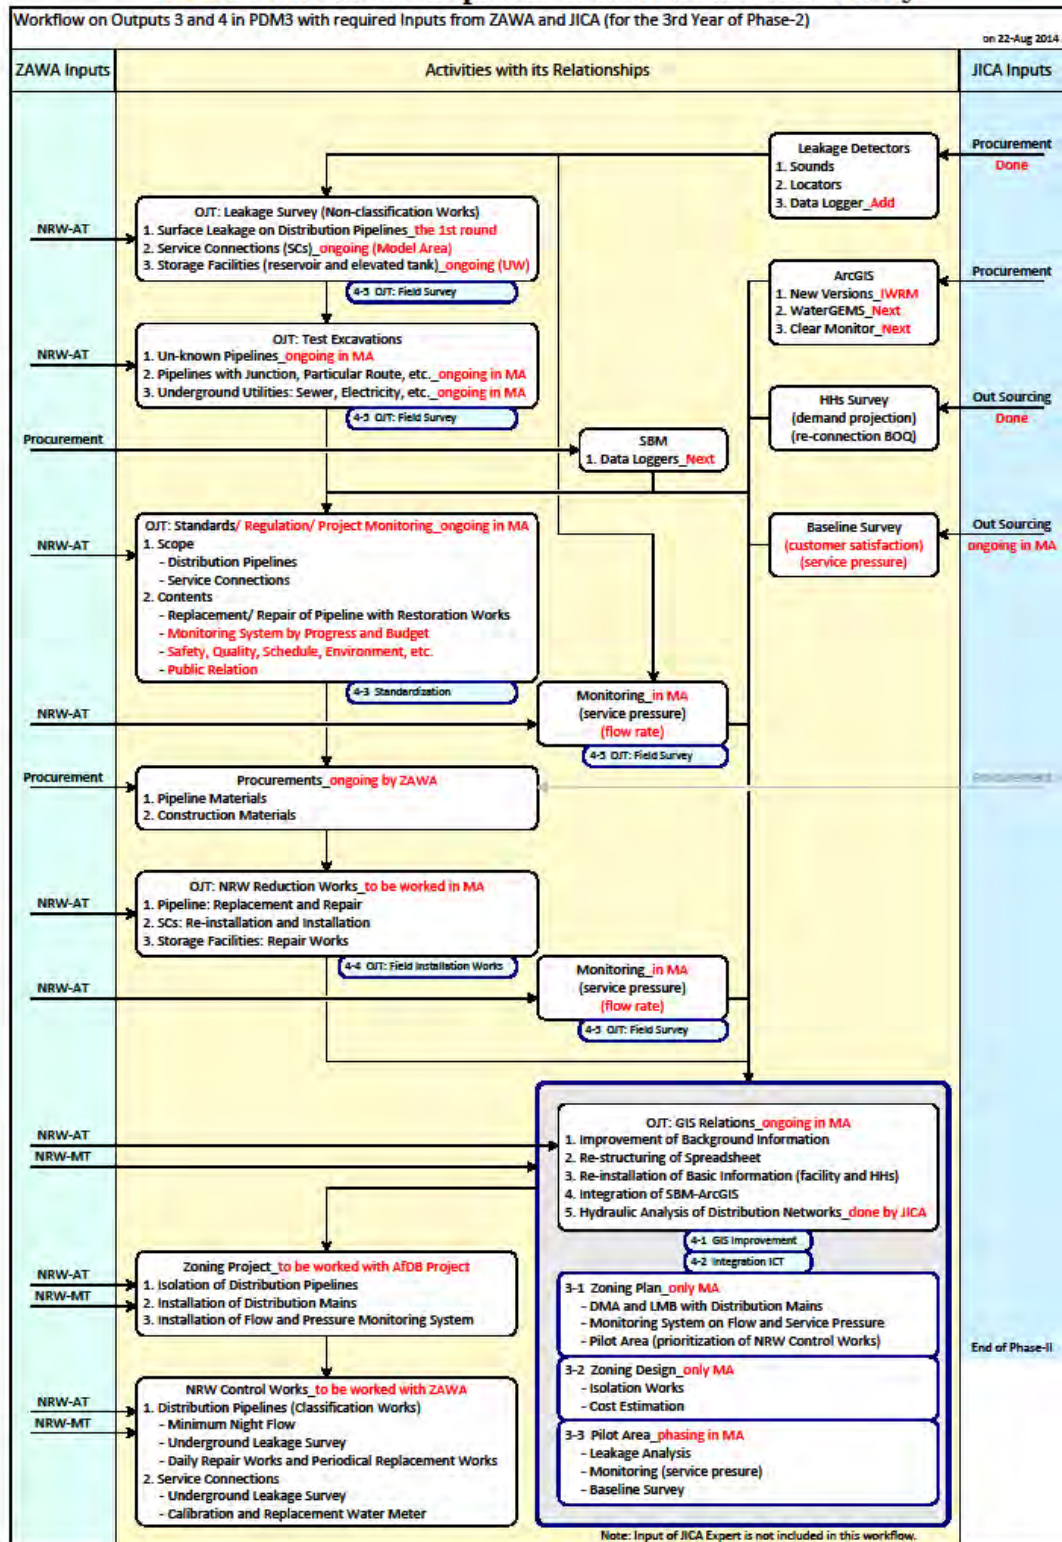 Workflow on Outputs 3 and 4 in PDM3 with required Inputs from ZAWA and JICA (for the 3rd Year of Phase-2)
on 22-Aug 2014
ZAWA Inputs
Activities with its Relationships
JICA Inputs
Leakage Detectors
1. Sounds
2. Locators
3. Data Logger_Add
Procurement
Done
NRW-AT
OJT: Leakage Survey (Non-classification Works)
1. Surface Leakage on Distribution Pipelines_the 1st round
2. Service Connections (SCs)_ongoing (Model Area)
3. Storage Facilities (reservoir and elevated tank)_ongoing (UW)
4-5 OJT: Field Survey
ArcGIS
1. New Versions_IWRM
2. WaterGEMS_Next
3. Clear Monitor_Next
Procurement
NRW-AT
OJT: Test Excavations
1. Un-known Pipelines_ongoing in MA
2. Pipelines with Junction, Particular Route, etc._ongoing in MA
3. Underground Utilities: Sewer, Electricity, etc._ongoing in MA
4-5 OJT: Field Survey
HHs Survey
(demand projection)
(re-connection BOQ)
Out Sourcing
Done
Procurement
SBM
1. Data Loggers_Next
NRW-AT
OJT: Standards/ Regulation/ Project Monitoring_ongoing in MA
1. Scope
- Distribution Pipelines
- Service Connections
2. Contents
- Replacement/ Repair of Pipeline with Restoration Works
- Monitoring System by Progress and Budget
- Safety, Quality, Schedule, Environment, etc.
- Public Relation
4-3 Standardization
Baseline Survey
(customer satisfaction)
(service pressure)
Out Sourcing
ongoing in MA
NRW-AT
Monitoring_in MA
(service pressure)
(flow rate)
4-5 OJT: Field Survey
Procurement
Procurements_ongoing by ZAWA
1. Pipeline Materials
2. Construction Materials
Procurement
NRW-AT
OJT: NRW Reduction Works_to be worked in MA
1. Pipeline: Replacement and Repair
2. SCs: Re-installation and Installation
3. Storage Facilities: Repair Works
4-4 OJT: Field Installation Works
NRW-AT
Monitoring_in MA
(service pressure)
(flow rate)
4-5 OJT: Field Survey
NRW-AT
NRW-MT
OJT: GIS Relations_ongoing in MA
1. Improvement of Background Information
2. Re-structuring of Spreadsheet
3. Re-installation of Basic Information (facility and HHs)
4. Integration of SBM-ArcGIS
5. Hydraulic Analysis of Distribution Networks_done by JICA
4-1 GIS Improvement
4-2 Integration ICT
NRW-AT
NRW-MT
Zoning Project_to be worked with AfDB Project
1. Isolation of Distribution Pipelines
2. Installation of Distribution Mains
3. Installation of Flow and Pressure Monitoring System
3-1 Zoning Plan_only MA
- DMA and LMB with Distribution Mains
- Monitoring System on Flow and Service Pressure
- Pilot Area (prioritization of NRW Control Works)
End of Phase-II
3-2 Zoning Design_only MA
- Isolation Works
- Cost Estimation
NRW-AT
NRW-MT
NRW Control Works_to be worked with ZAWA
1. Distribution Pipelines (Classification Works)
- Minimum Night Flow
- Underground Leakage Survey
- Daily Repair Works and Periodical Replacement Works
2. Service Connections
- Underground Leakage Survey
- Calibration and Replacement Water Meter
3-3 Pilot Area_phasing in MA
- Leakage Analysis
- Monitoring (service presure)
- Baseline Survey
Note: Input of JICA Expert is not included in this workflow.